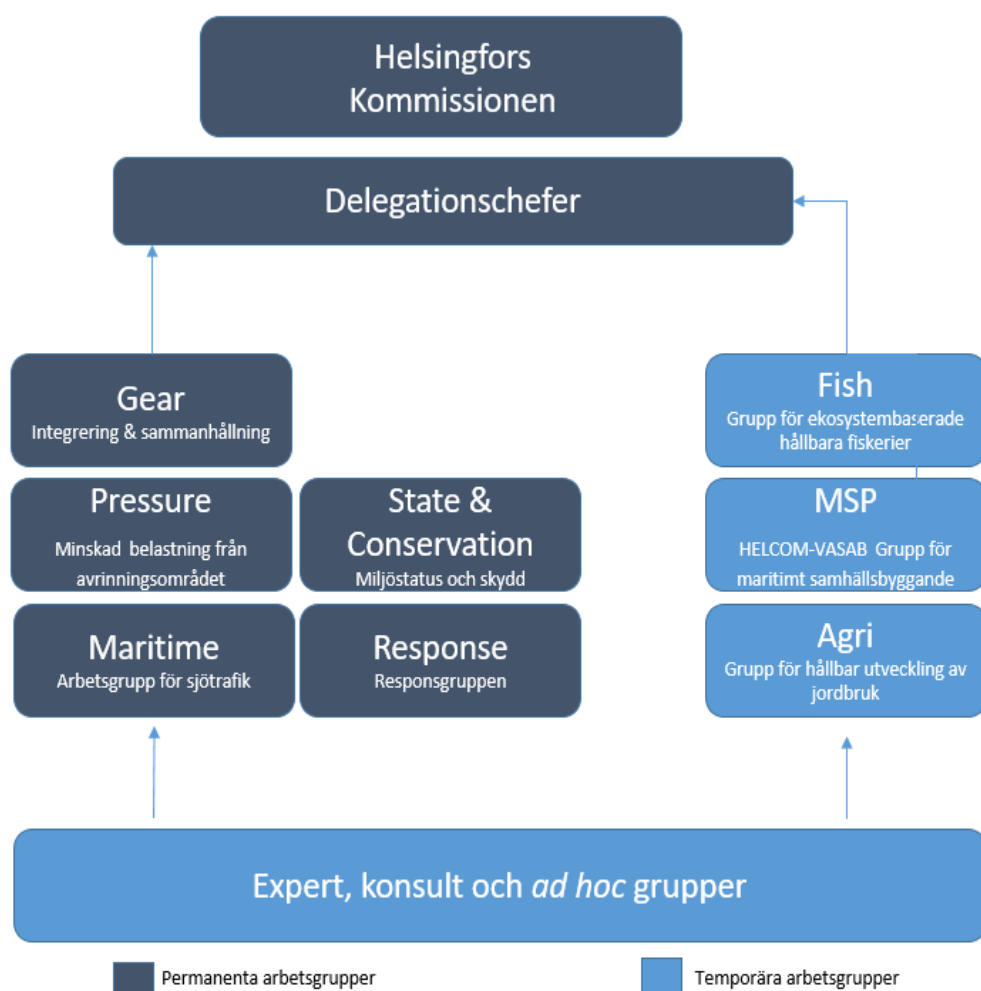 Helsingfors
Kommissionen
Delegationschefer
Gear
Integrering & sammanhållning
Pressure
Minskad belastning från
avrinningsområdet
State &
Conservation
Miljöstatus och skydd
Maritime
Arbetsgrupp för sjötrafik
Response
Responsgruppen
Fish
Grupp för ekosystembaserade
hållbara fiskerier
MSP
HELCOM-VASAB Grupp för
maritimt samhällsbyggande
Agri
Grupp för hållbar utveckling av
jordbruk
Expert, konsult och ad hoc grupper
Permanenta arbetsgrupper
Temporära arbetsgrupper